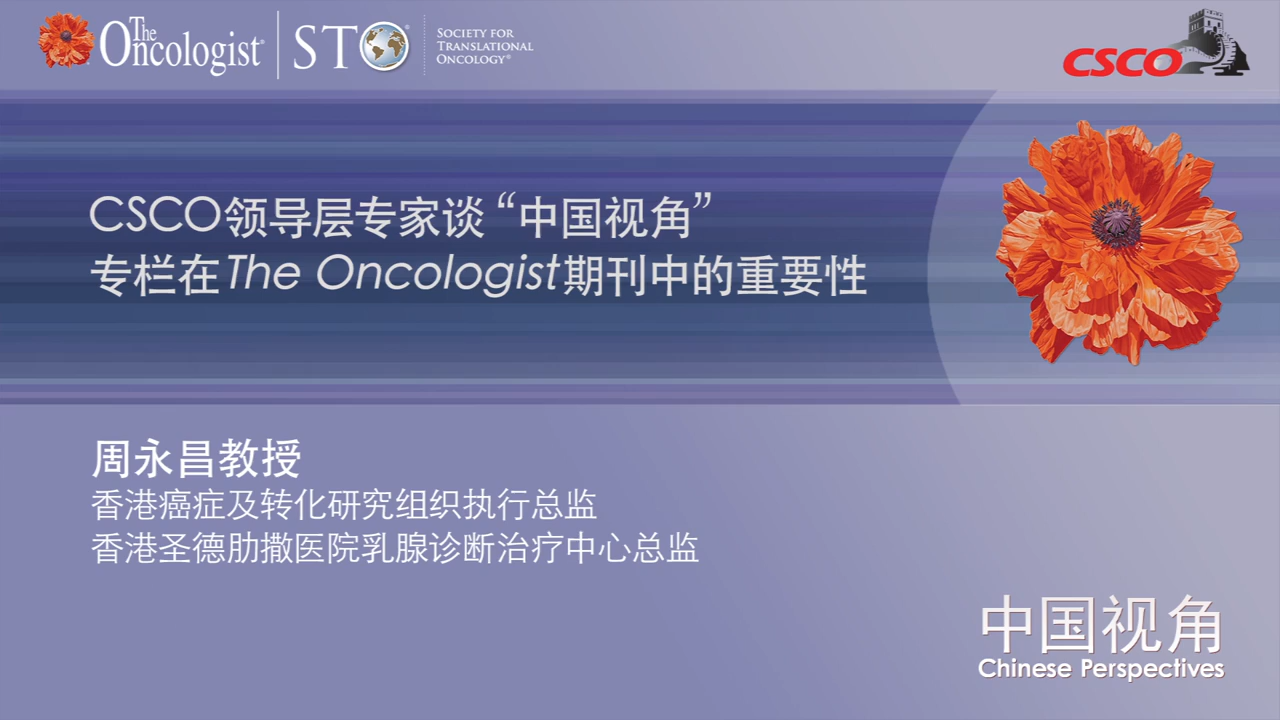 The
Oncologist®
STO®
SOCIETY FOR
TRANSLATIONAL
ONCOLOGY®
CSCO
CSCO领导层专家谈“中国视角”
专栏在The Oncologist期刊中的重要性
周永昌教授
香港癌症及转化研究组织执行总监
香港圣德肋撒医院乳腺诊断治疗中心总监
中国视角
Chinese Perspectives